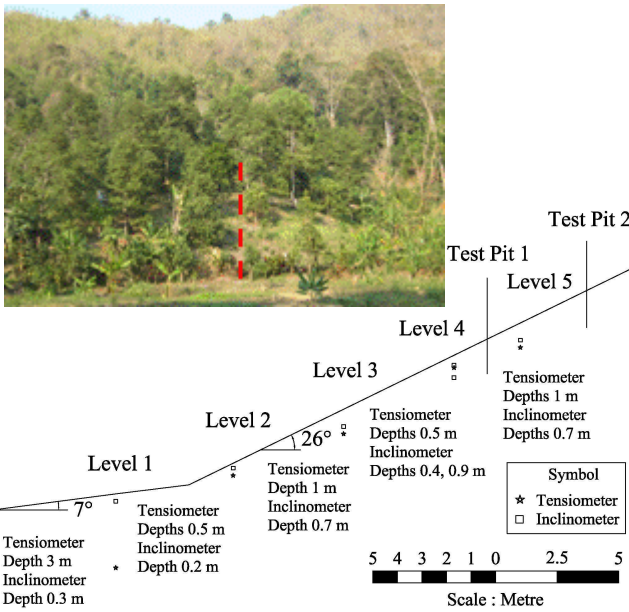 Test Pit 2
Test Pit 1
Level 5
Level 4
Level 3
Level 2
Level 1
26°
7°
Tensiometer
Depth 3 m
Inclinometer
Depth 0.3 m
Tensiometer
Depths 0.5 m
Inclinometer
Depth 0.2 m
Tensiometer
Depth 1 m
Inclinometer
Depth 0.7 m
Tensiometer
Depths 0.5 m
Inclinometer
Depths 0.4, 0.9 m
Tensiometer
Depths 1 m
Inclinometer
Depths 0.7 m
Symbol
Tensiometer
Inclinometer
5 4 3 2 1 0 2.5 5
Scale : Metre